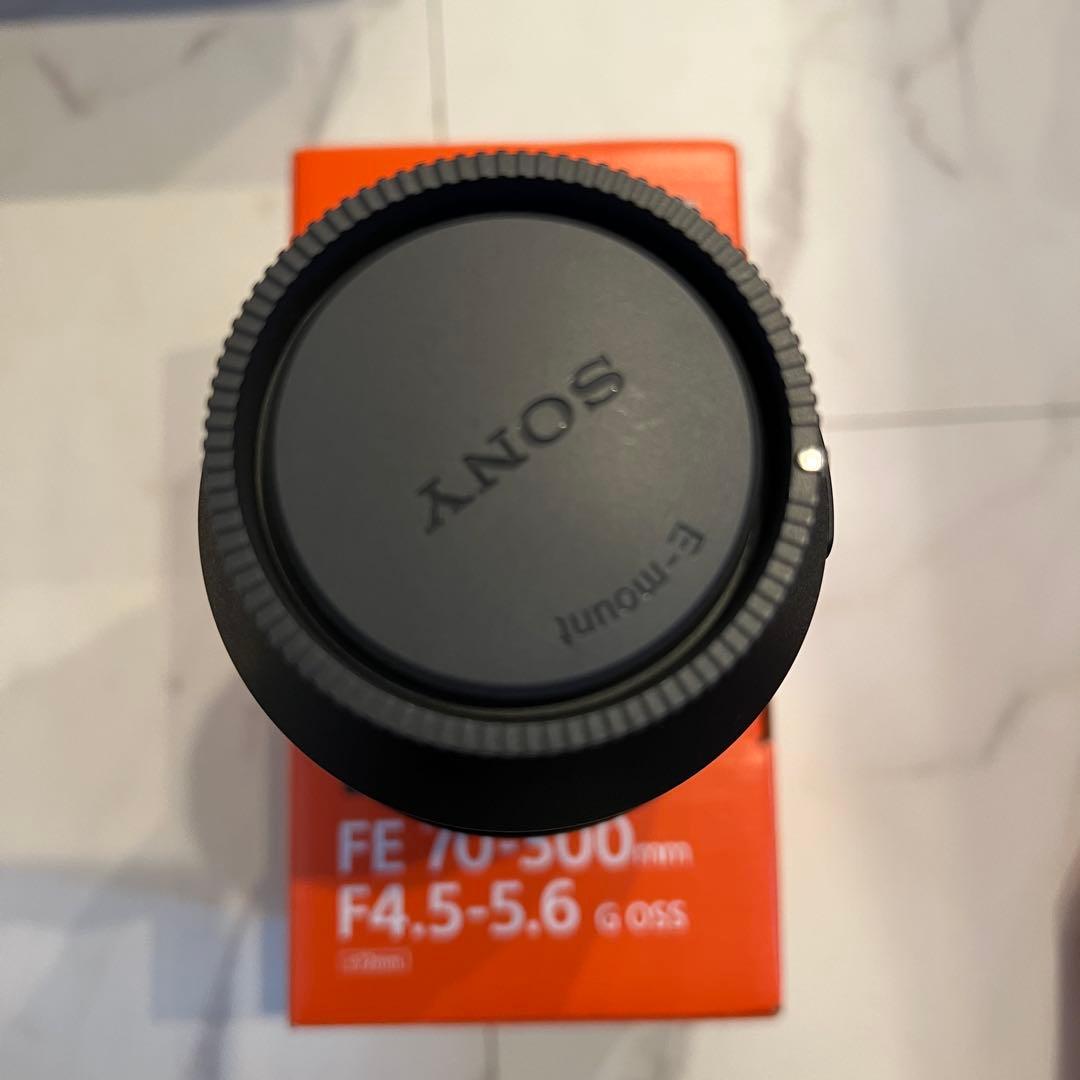 SONY
E-mount
FE 70-300mm
F4.5-5.6 G OSS